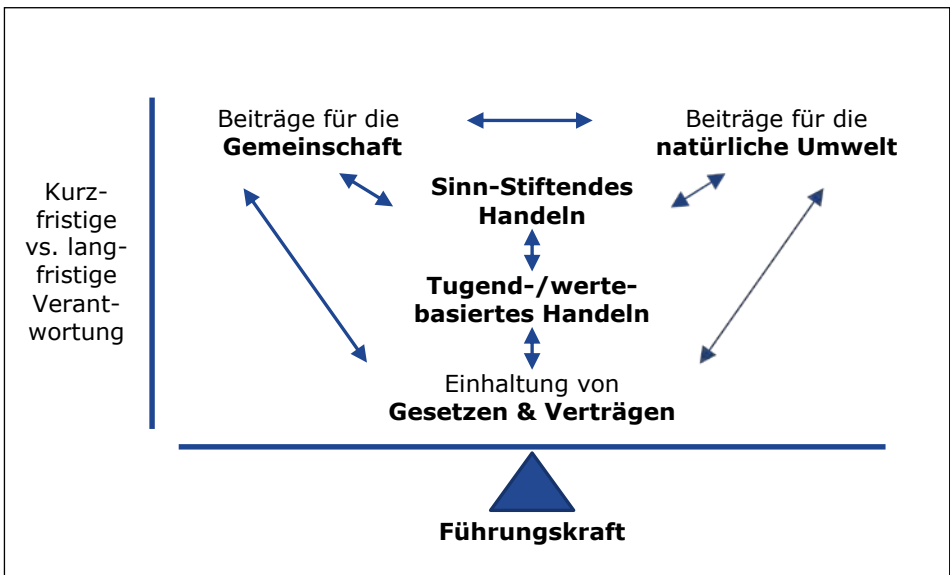 Beiträge für die
Gemeinschaft
Beiträge für die
natürliche Umwelt
Kurz-
fristige
vs. lang-
fristige
Verant-
wortung
Sinn-Stiftendes
Handeln
Tugend-/werte-
basiertes Handeln
Einhaltung von
Gesetzen & Verträgen
Führungskraft